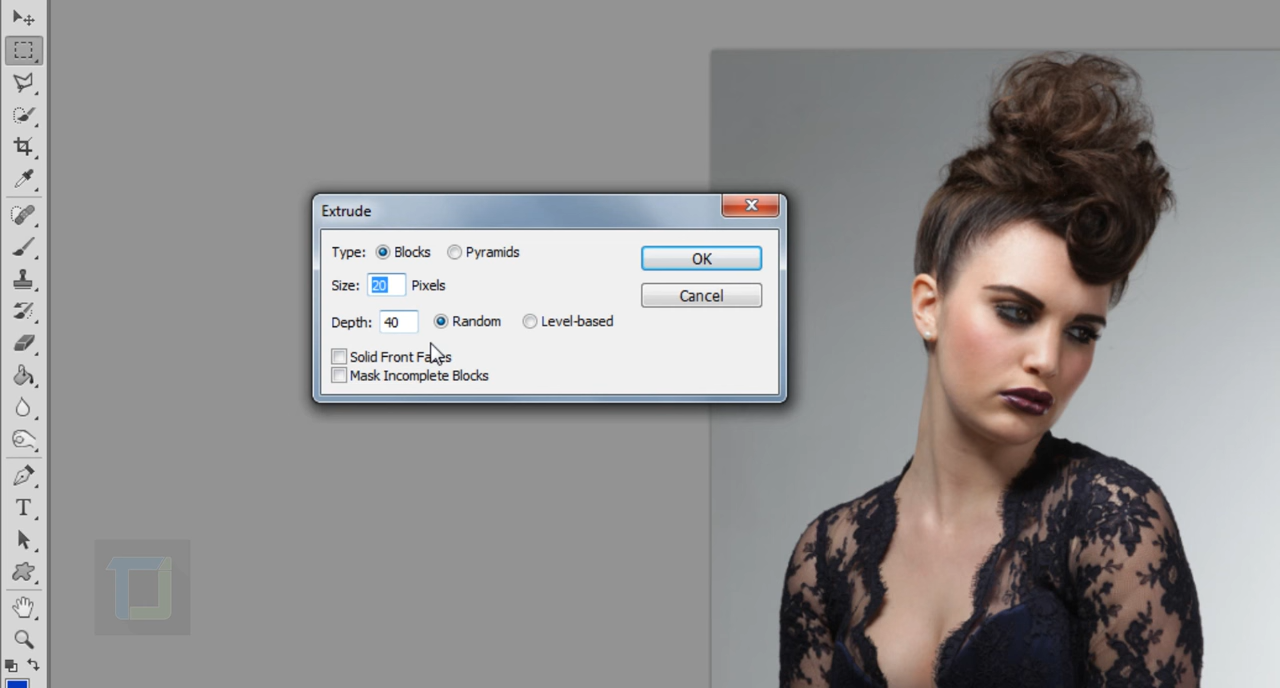 Extrude
Type: Blocks Pyramids
OK
Size: 20 Pixels
Cancel
Depth: 40 Random Level-based
Solid Front Faces
Mask Incomplete Blocks
T